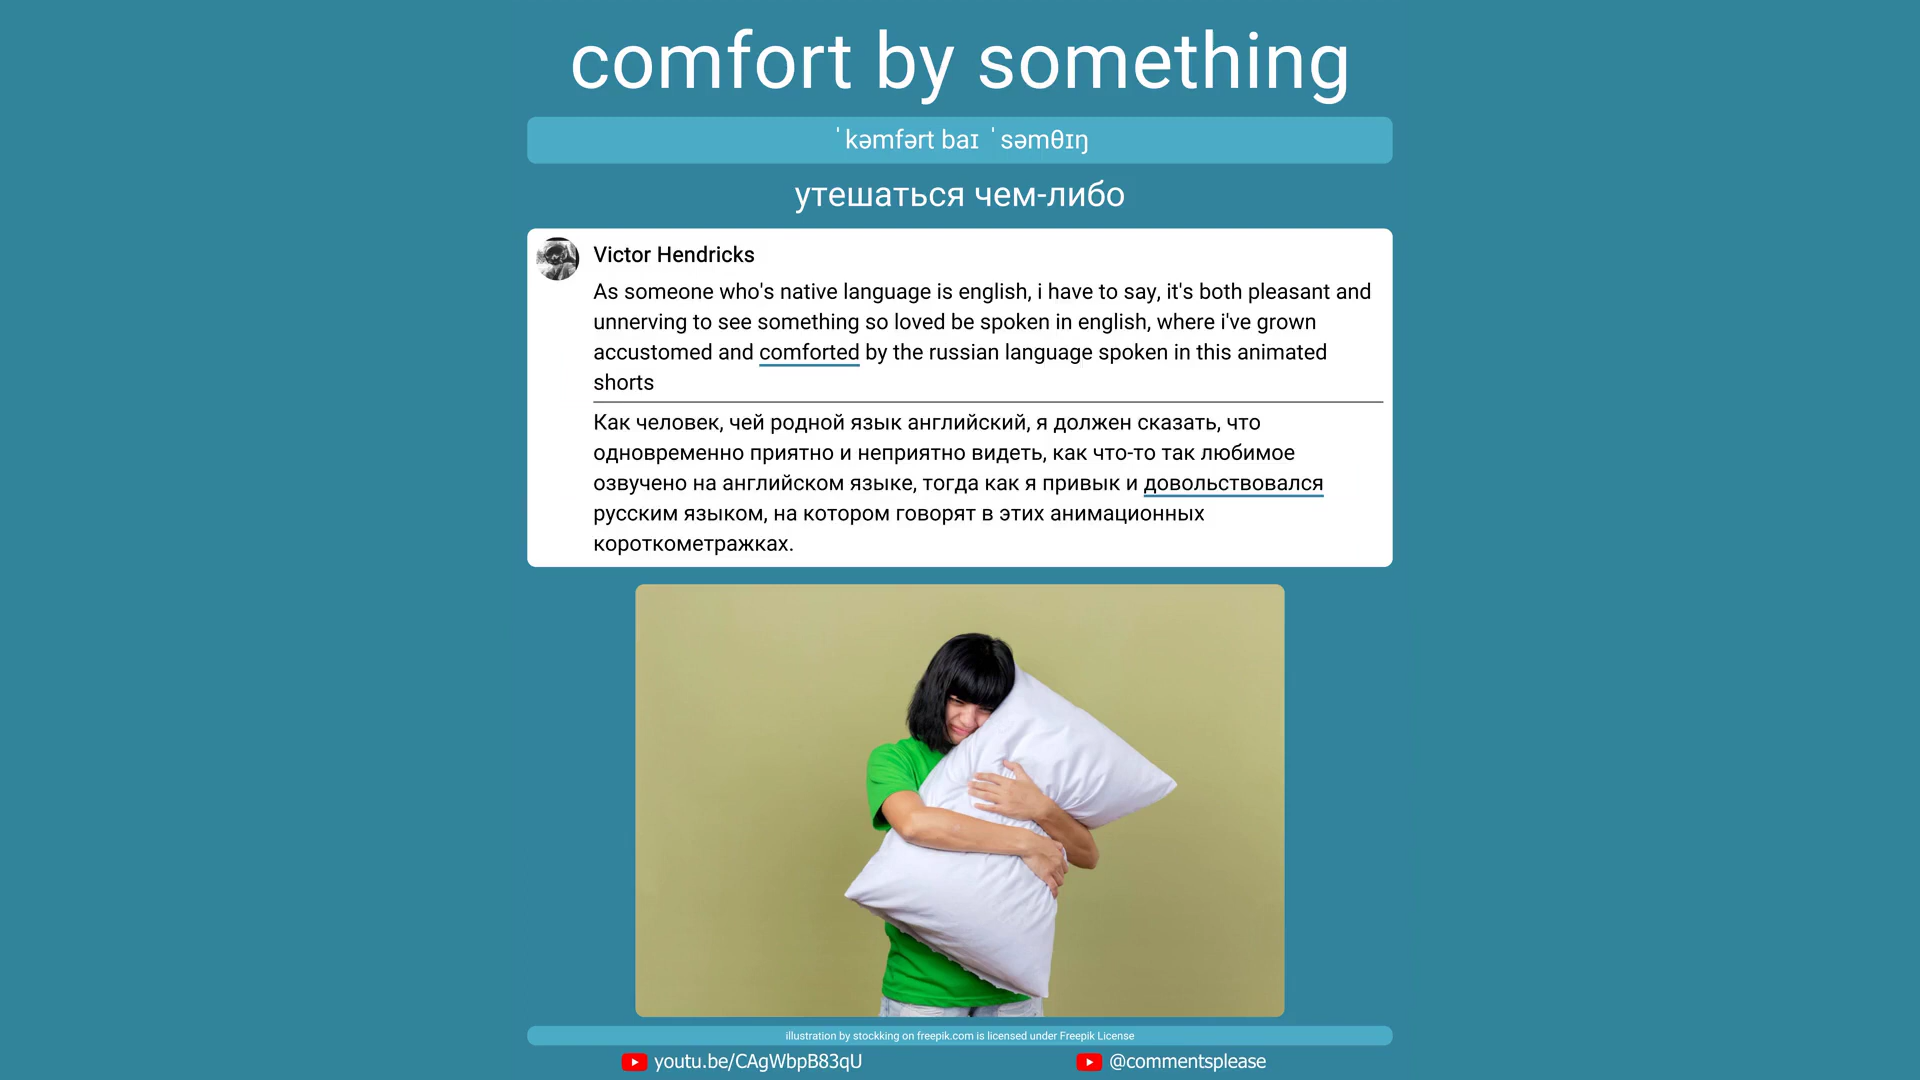 comfort by something
ˈkəmfərt baɪ ˈsəmθɪŋ
утешаться чем-либо
Victor Hendricks
As someone who's native language is english, i have to say, it's both pleasant and
unnerving to see something so loved be spoken in english, where i've grown
accustomed and comforted by the russian language spoken in this animated
shorts
Как человек, чей родной язык английский, я должен сказать, что
одновременно приятно и неприятно видеть, как что-то так любимое
озвучено на английском языке, тогда как я привык и довольствовался
русским языком, на котором говорят в этих анимационных
короткометражках.
illustration by stockking on freepik.com is licensed under Freepik License
youtu.be/CAgWbpB83qU
@commentsplease